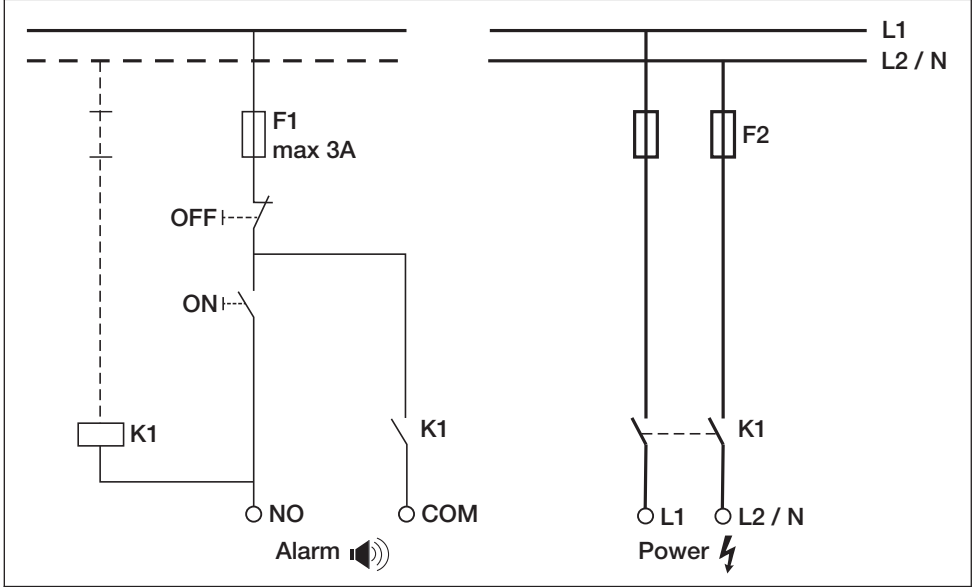 L1
L2 / N
F1
max 3A
F2
OFF
ON
K1
K1
K1
NO
COM
L1
L2 / N
Alarm
Power